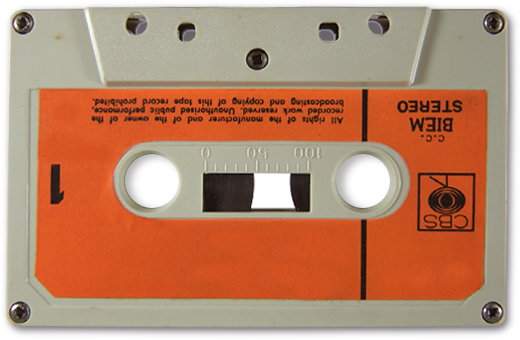 C.C.
BIEM
STEREO
All rights of the manufacturer and of the owner of the
recorded work reserved. Unauthorised public performance,
broadcasting and copying of this tape record prohibited.
0 50 100
CBS
1